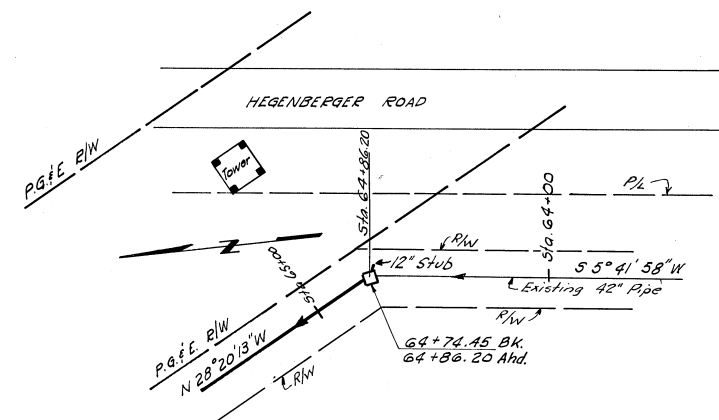 HEGENBERGER ROAD
P.G.&E. R/W
Tower
Sta. 64+86.20
Sta. 64+00
P/L
N
R/W
Sta. 65+00
12" Stub
S 5° 41' 58" W
Existing 42" Pipe
R/W
P.G.&E. R/W
64+74.45 Bk.
64+86.20 Ahd.
N 28° 20' 13" W
R/W